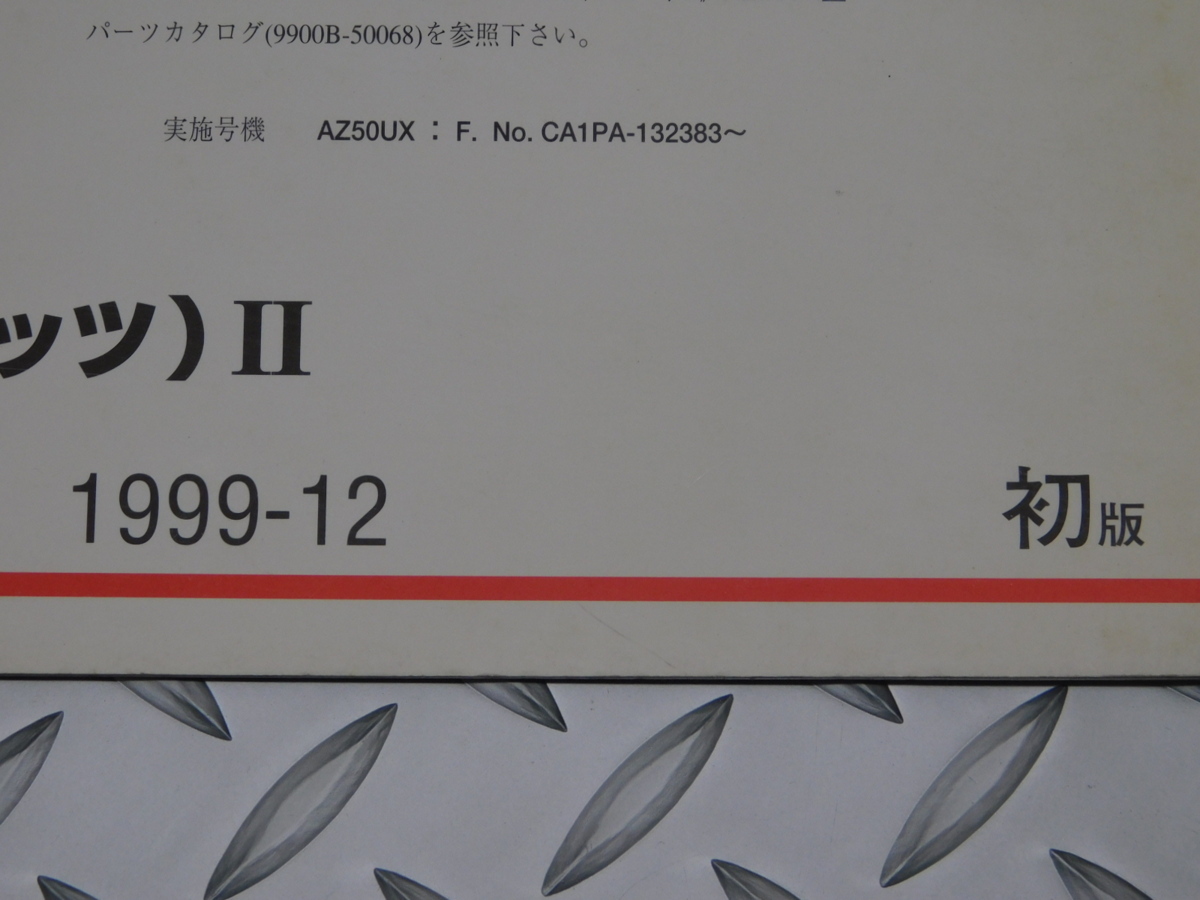 パーツカタログ(9900B-50068)を参照下さい。
実施号機 AZ50UX : F. No. CA1PA-132383～
ッツ) II
1999-12 初版